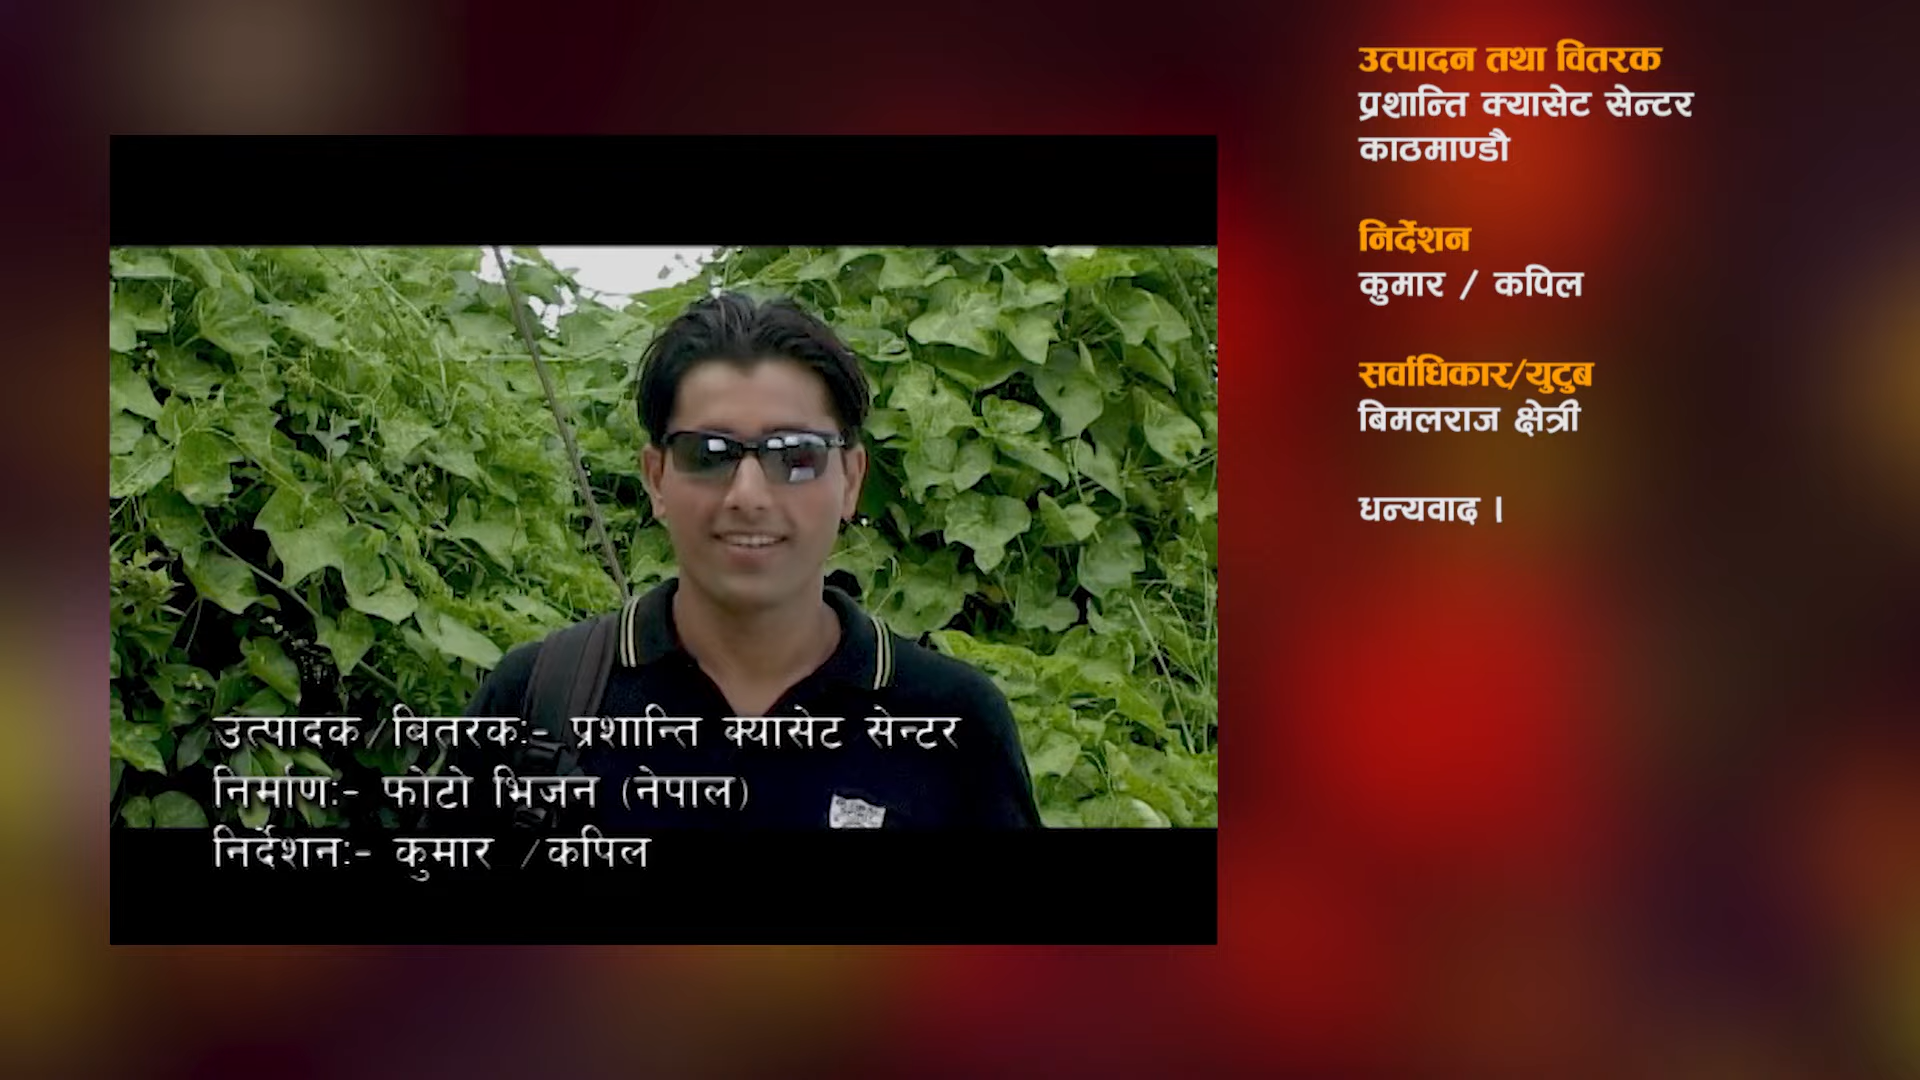 उत्पादन तथा वितरक
प्रशान्ति क्यासेट सेन्टर
काठमाण्डौ
निर्देशन
कुमार / कपिल
सर्वाधिकार/युटुब
बिमलराज क्षेत्री
धन्यवाद ।
उत्पादक/बितरक:- प्रशान्ति क्यासेट सेन्टर
निर्माण:- फोटो भिजन (नेपाल)
निर्देशन:- कुमार /कपिल